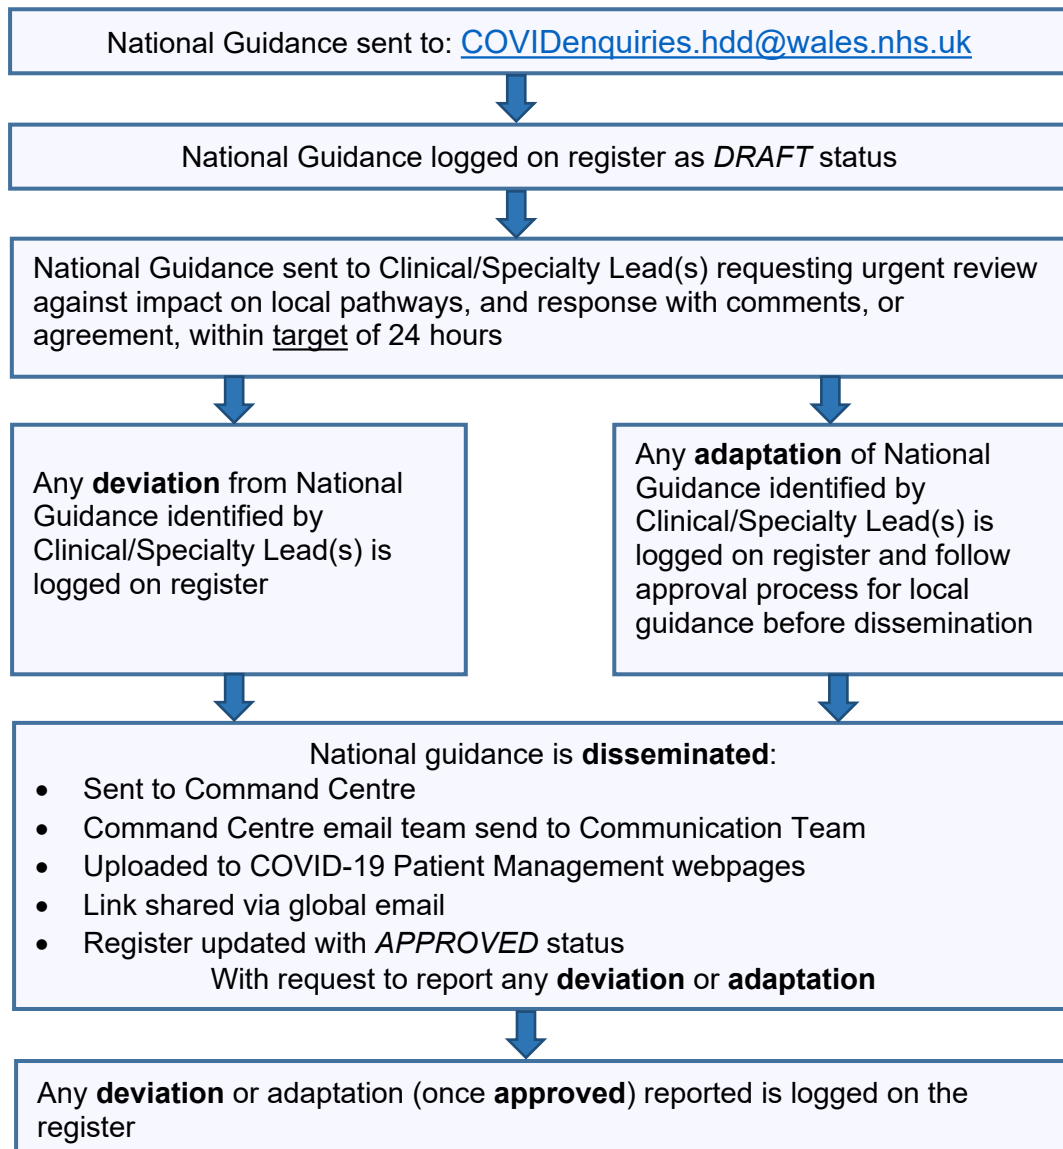 National Guidance sent to: COVIDenquiries.hdd@wales.nhs.uk
National Guidance logged on register as DRAFT status
National Guidance sent to Clinical/Specialty Lead(s) requesting urgent review
against impact on local pathways, and response with comments, or
agreement, within target of 24 hours
Any deviation from National
Guidance identified by
Clinical/Specialty Lead(s) is
logged on register
Any adaptation of National
Guidance identified by
Clinical/Specialty Lead(s) is
logged on register and follow
approval process for local
guidance before dissemination
National guidance is disseminated:
• Sent to Command Centre
• Command Centre email team send to Communication Team
• Uploaded to COVID-19 Patient Management webpages
• Link shared via global email
• Register updated with APPROVED status
With request to report any deviation or adaptation
Any deviation or adaptation (once approved) reported is logged on the
register